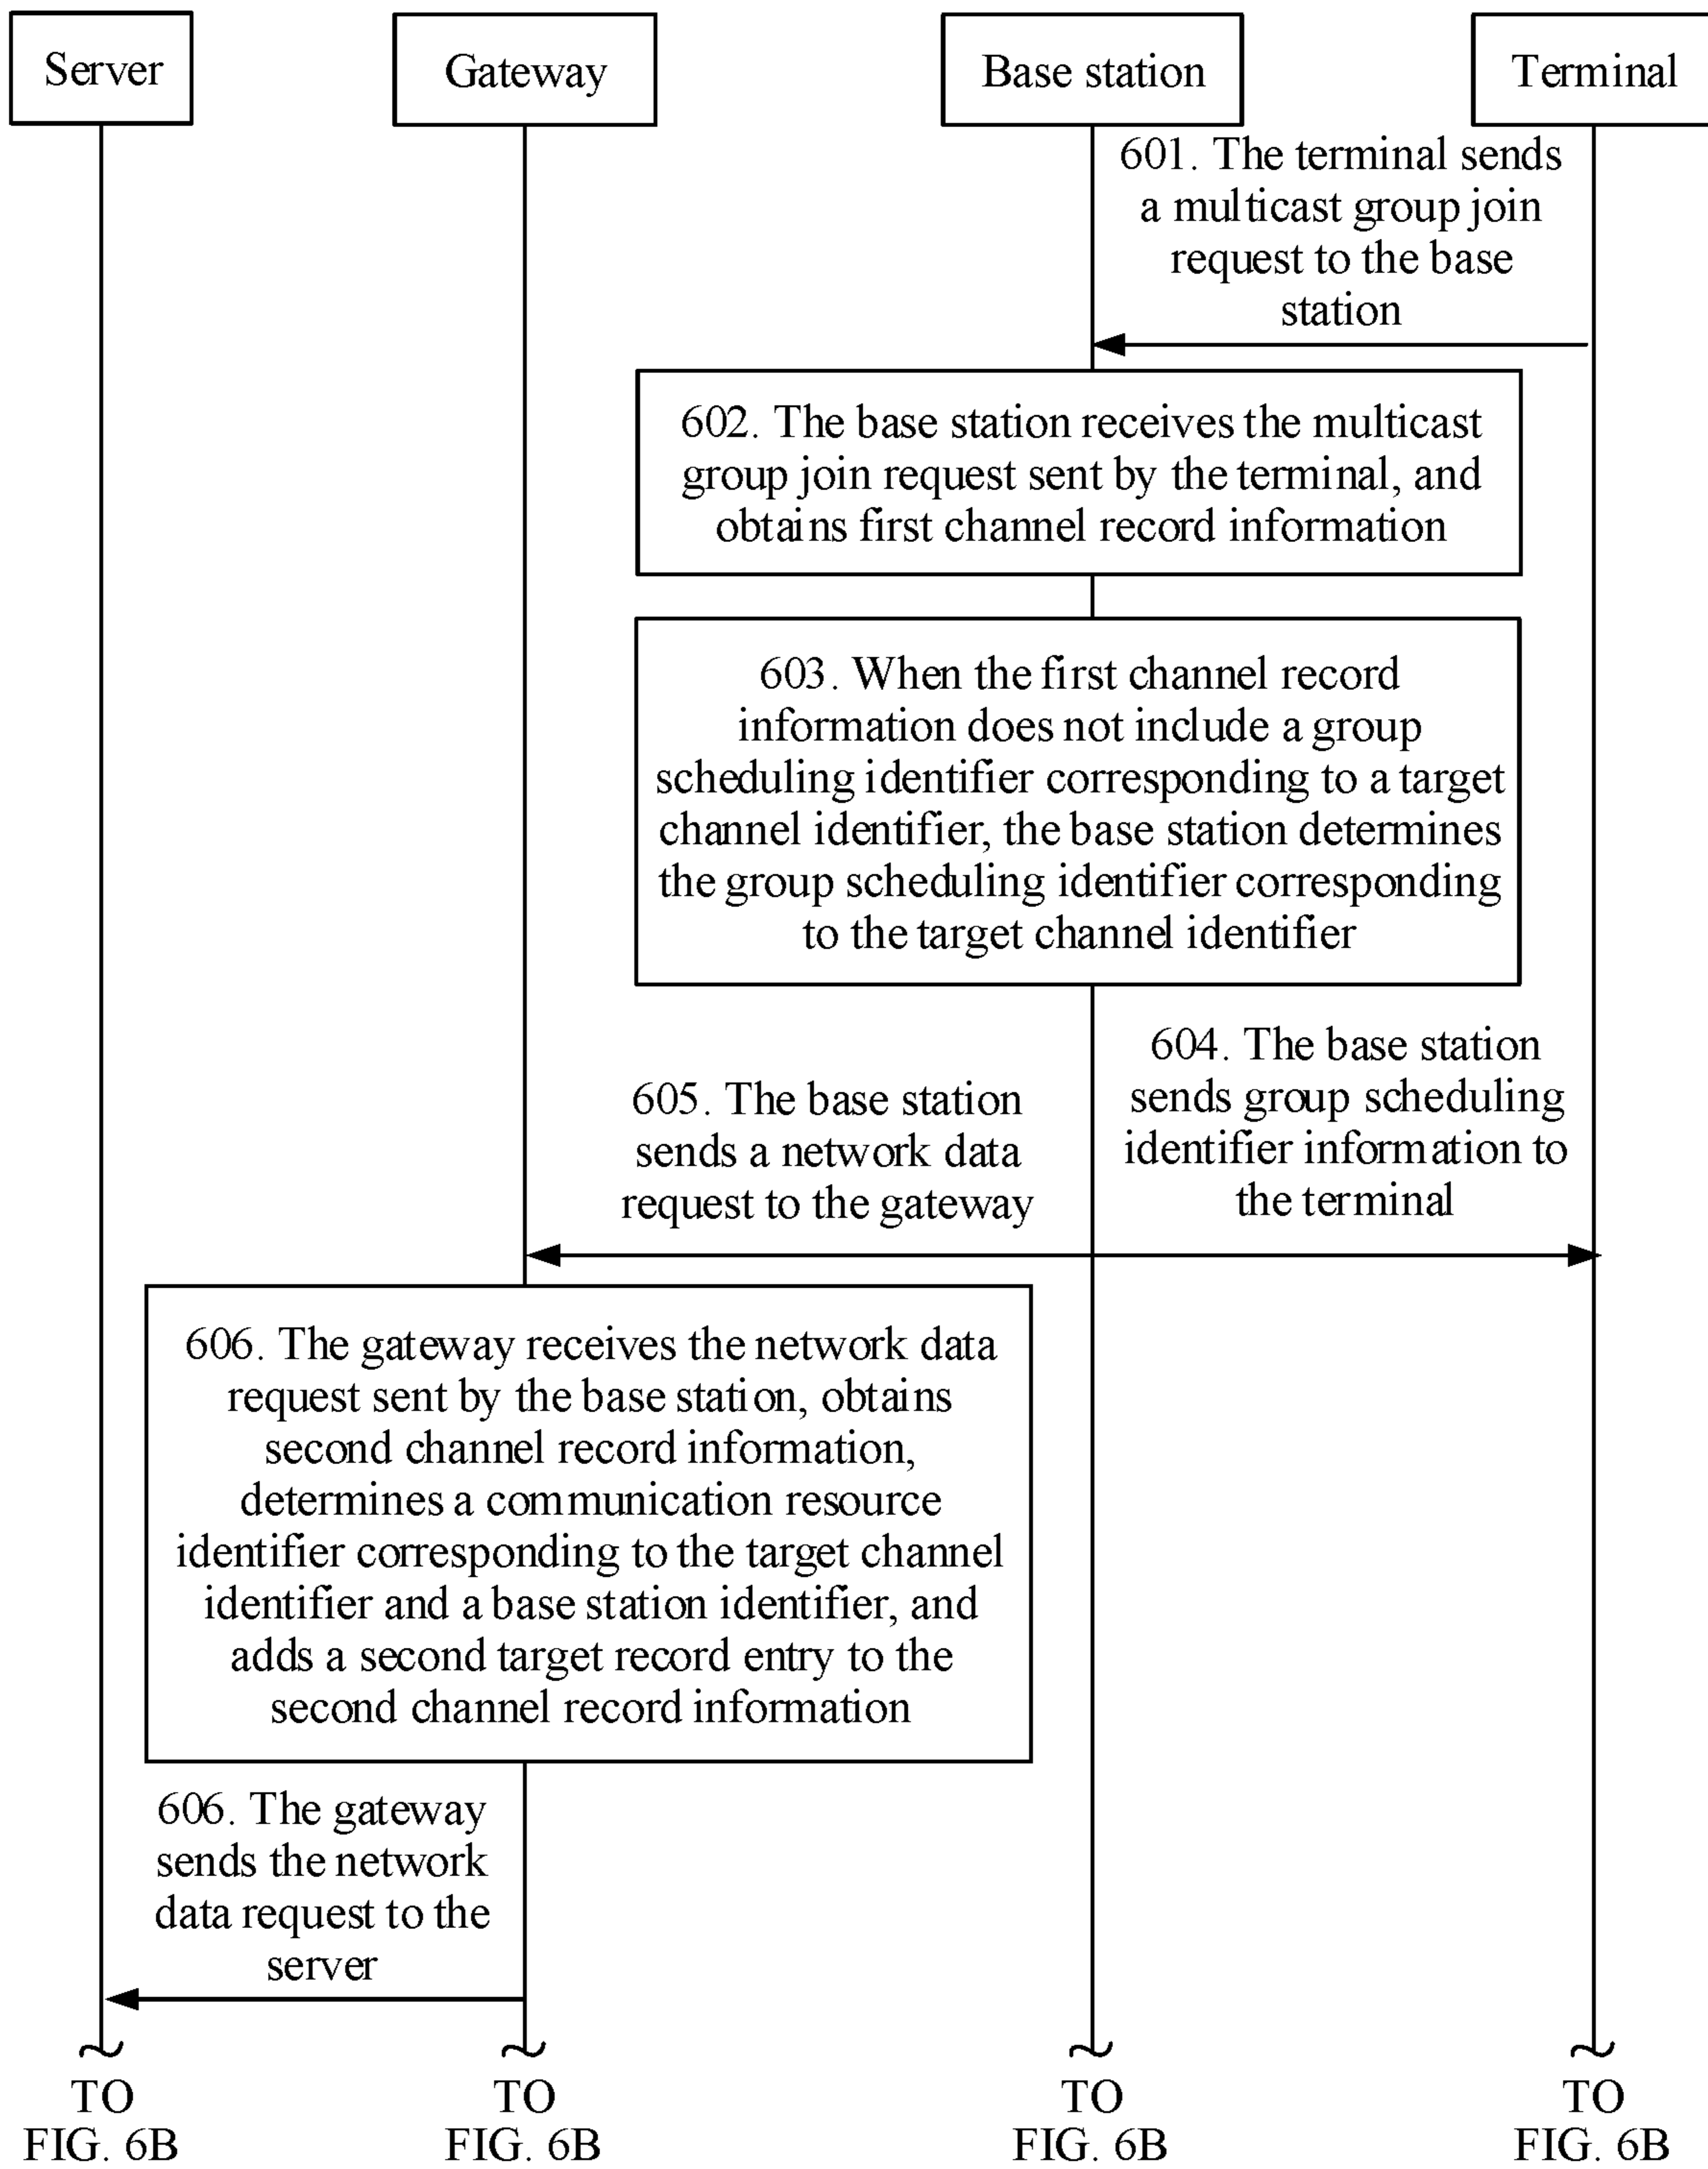 Server
Gateway
Base station
Terminal
601. The terminal sends
a multicast group join
request to the base
station
602. The base station receives the multicast
group join request sent by the terminal, and
obtains first channel record information
603. When the first channel record
information does not include a group
scheduling identifier corresponding to a target
channel identifier, the base station determines
the group scheduling identifier corresponding
to the target channel identifier
604. The base station
sends group scheduling
identifier information to
the terminal
605. The base station
sends a network data
request to the gateway
606. The gateway receives the network data
request sent by the base station, obtains
second channel record information,
determines a communication resource
identifier corresponding to the target channel
identifier and a base station identifier, and
adds a second target record entry to the
second channel record information
606. The gateway
sends the network
data request to the
server
TO
FIG. 6B
TO
FIG. 6B
TO
FIG. 6B
TO
FIG. 6B